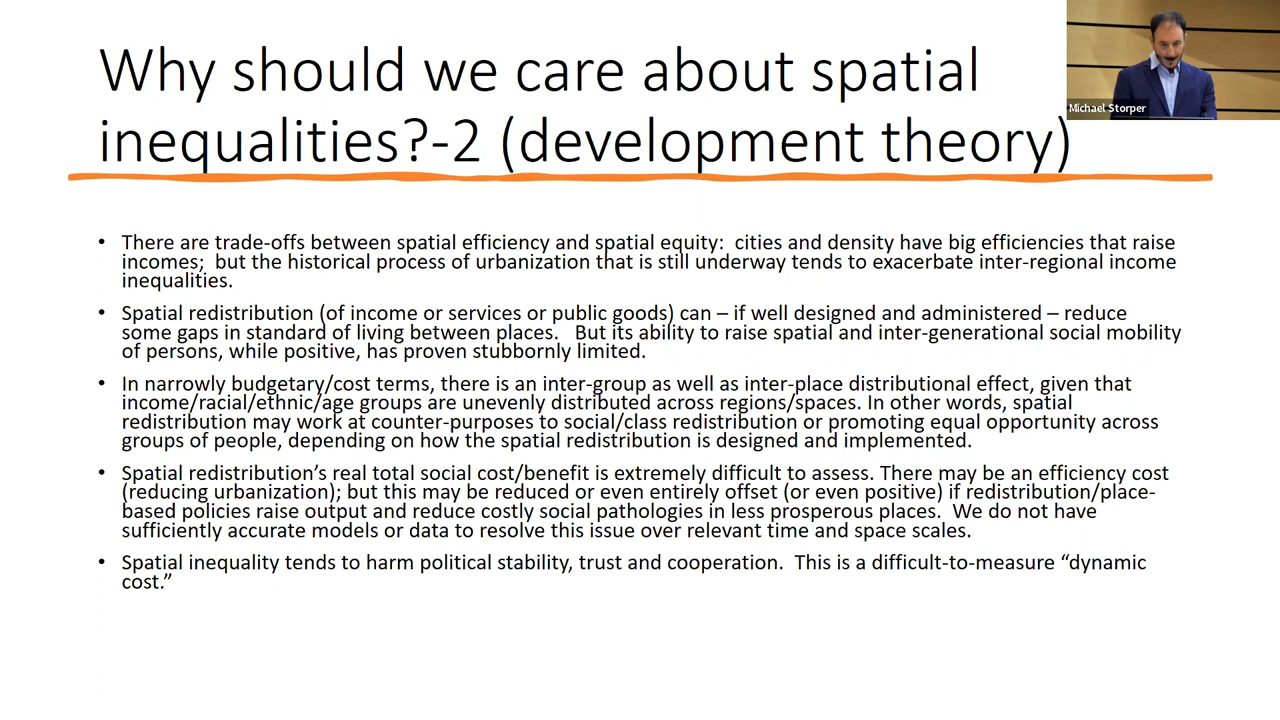 Why should we care about spatial
inequalities?-2 (development theory)
Michael Storper
• There are trade-offs between spatial efficiency and spatial equity:  cities and density have big efficiencies that raise
incomes;  but the historical process of urbanization that is still underway tends to exacerbate inter-regional income
inequalities.
• Spatial redistribution (of income or services or public goods) can – if well designed and administered – reduce
some gaps in standard of living between places.   But its ability to raise spatial and inter-generational social mobility
of persons, while positive, has proven stubbornly limited.
• In narrowly budgetary/cost terms, there is an inter-group as well as inter-place distributional effect, given that
income/racial/ethnic/age groups are unevenly distributed across regions/spaces. In other words, spatial
redistribution may work at counter-purposes to social/class redistribution or promoting equal opportunity across
groups of people, depending on how the spatial redistribution is designed and implemented.
• Spatial redistribution’s real total social cost/benefit is extremely difficult to assess. There may be an efficiency cost
(reducing urbanization); but this may be reduced or even entirely offset (or even positive) if redistribution/place-
based policies raise output and reduce costly social pathologies in less prosperous places.  We do not have
sufficiently accurate models or data to resolve this issue over relevant time and space scales.
• Spatial inequality tends to harm political stability, trust and cooperation.  This is a difficult-to-measure “dynamic
cost.”